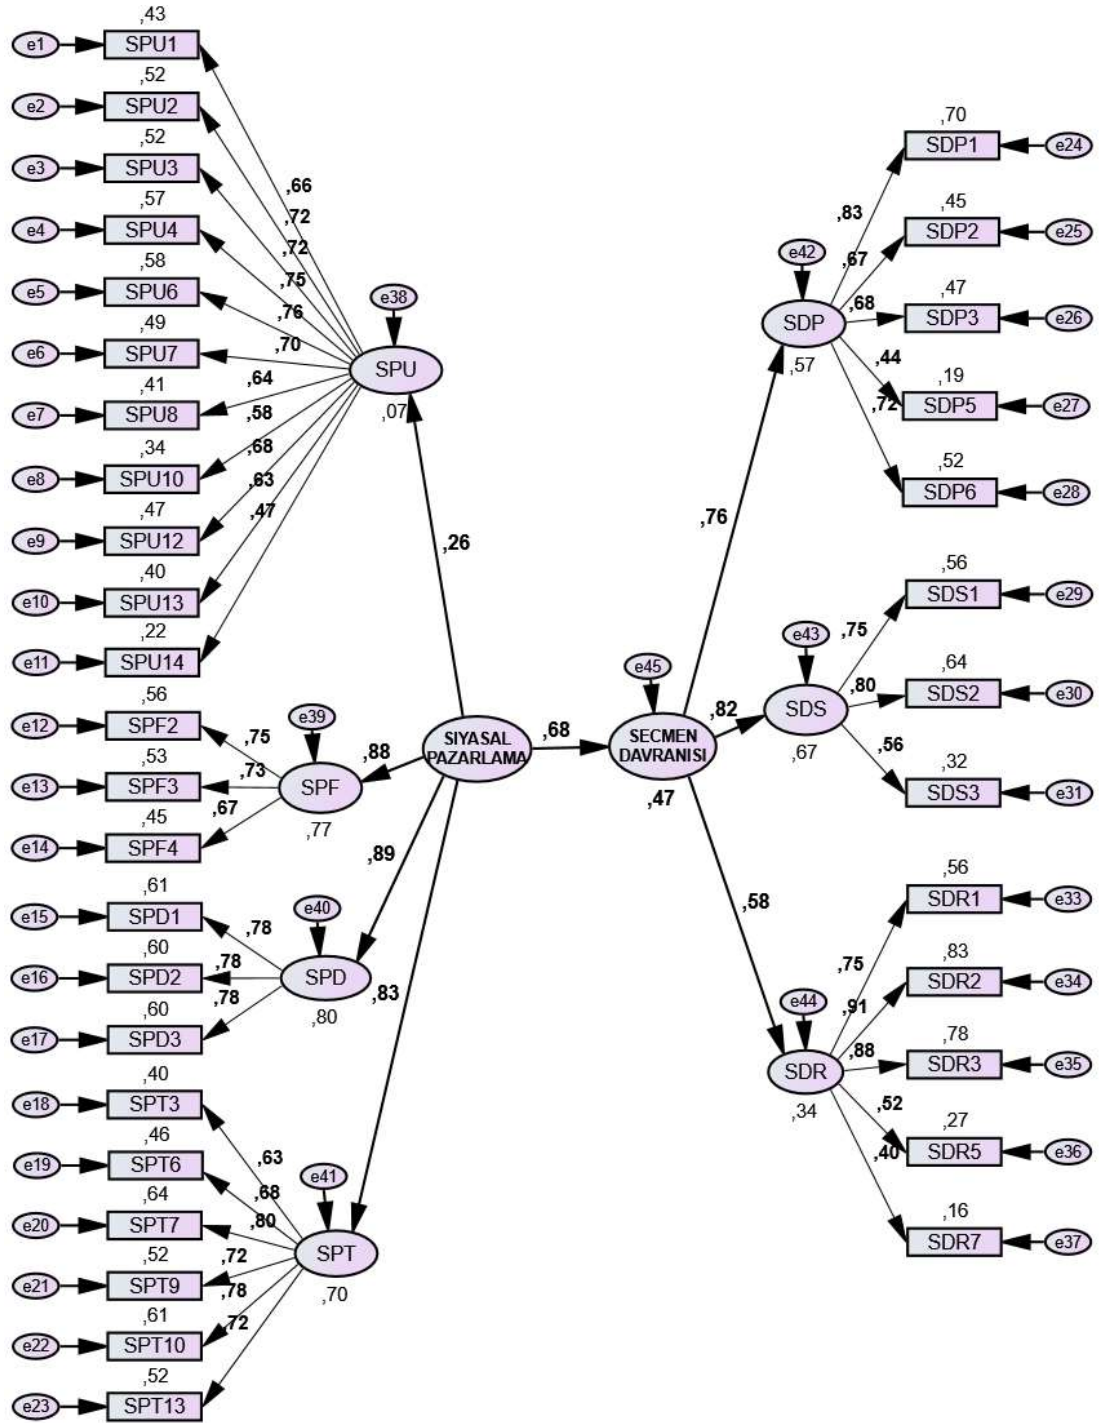 ,43
e1 SPU1
,52
e2 SPU2
,52
e3 SPU3
,57
e4 SPU4
,58
e5 SPU6
,49
e6 SPU7
,41
e7 SPU8
,34
e8 SPU10
,47
e9 SPU12
,40
e10 SPU13
,22
e11 SPU14
,66
,72
,72
,75
,76
,70
,64
,58
,68
,63
,47
e38
SPU
,07
,26
,56
e12 SPF2
,53
e13 SPF3
,45
e14 SPF4
,75
,73
,67
e39
SPF
,77
,88
,61
e15 SPD1
,60
e16 SPD2
,60
e17 SPD3
,78
,78
,78
e40
SPD
,80
,89
,40
e18 SPT3
,46
e19 SPT6
,64
e20 SPT7
,52
e21 SPT9
,61
e22 SPT10
,52
e23 SPT13
,63
,68
,80
,72
,78
,72
e41
SPT
,70
,83
SIYASAL
PAZARLAMA
,68
e45
SECMEN
DAVRANISI
,47
,76
e42
SDP
,57
,83
,67
,68
,44
,72
,70
SDP1 e24
,45
SDP2 e25
,47
SDP3 e26
,19
SDP5 e27
,52
SDP6 e28
,82
e43
SDS
,67
,75
,80
,56
,56
SDS1 e29
,64
SDS2 e30
,32
SDS3 e31
,58
e44
SDR
,34
,75
,91
,88
,52
,40
,56
SDR1 e33
,83
SDR2 e34
,78
SDR3 e35
,27
SDR5 e36
,16
SDR7 e37